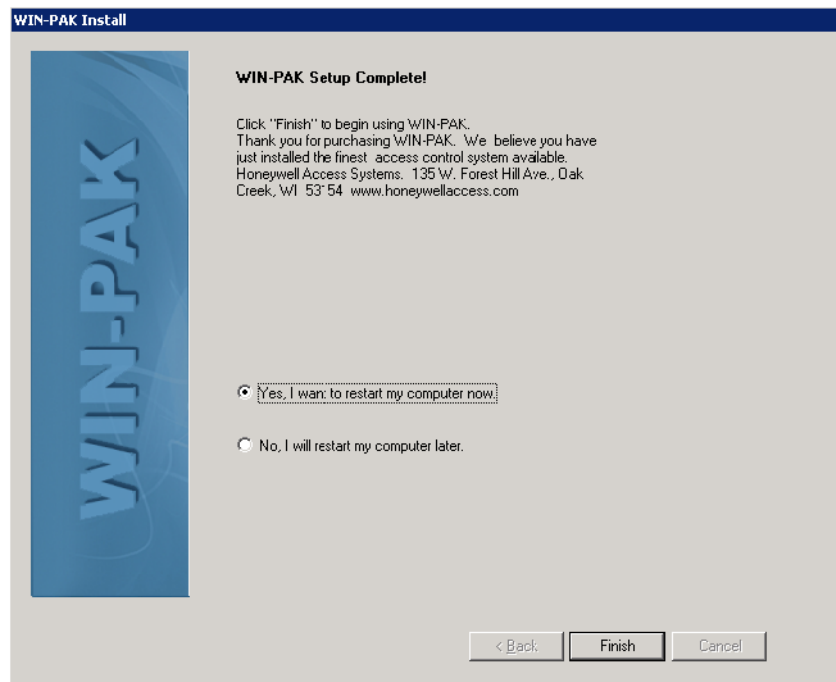 WIN-PAK Install
WIN-PAK
WIN-PAK Setup Complete!
Click "Finish" to begin using WIN-PAK.
Thank you for purchasing WIN-PAK. We believe you have
just installed the finest access control system available.
Honeywell Access Systems. 135 W. Forest Hill Ave., Oak
Creek, WI 53154 www.honeywellaccess.com
Yes, I want to restart my computer now.
No, I will restart my computer later.
< Back
Finish
Cancel